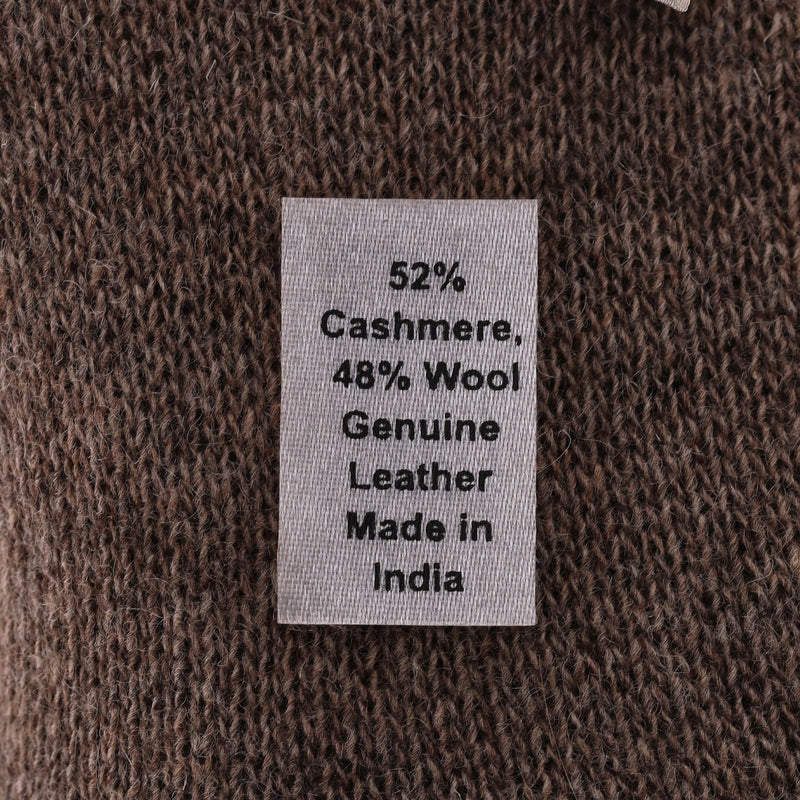 52%
Cashmere,
48% Wool
Genuine
Leather
Made in
India